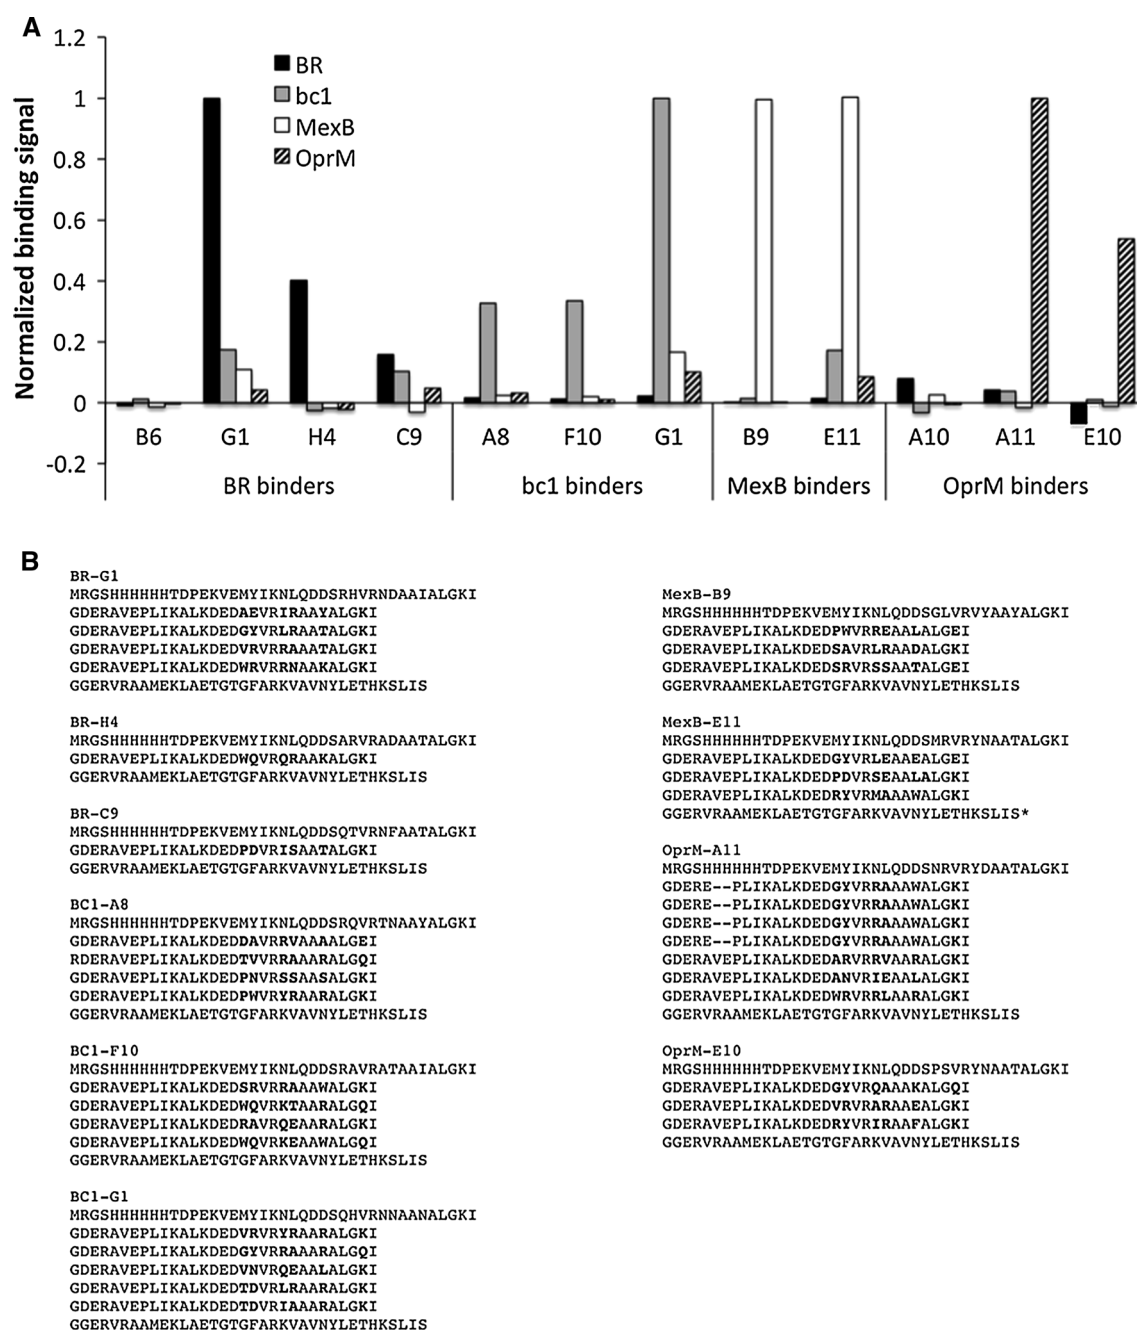 A
1.2
1
0.8
0.6
0.4
0.2
0
-0.2
Normalized binding signal
BR
bc1
MexB
OprM
B6 G1 H4 C9 A8 F10 G1 B9 E11 A10 A11 E10
BR binders bc1 binders MexB binders OprM binders
B
BR-G1
MRGSHHHHHHTDPEKVEMYIKNLQDDSRHVRNDAAIALGKI
GDERAVEPLIKALKDEDAEVRIRAAYALGKI
GDERAVEPLIKALKDEDGYVRLRAATALGKI
GDERAVEPLIKALKDEDVRVRRAAATALGKI
GDERAVEPLIKALKDEDWRVRRNAAKALGKI
GGERVRAAMEKLAETGTGFARKVAVNYLETHKSLIS
BR-H4
MRGSHHHHHHTDPEKVEMYIKNLQDDSARVRADAATALGKI
GDERAVEPLIKALKDEDWQVRQRAAKALGKI
GGERVRAAMEKLAETGTGFARKVAVNYLETHKSLIS
BR-C9
MRGSHHHHHHTDPEKVEMYIKNLQDDSQTVRNFAATALGKI
GDERAVEPLIKALKDEDPDVRISAATALGKI
GGERVRAAMEKLAETGTGFARKVAVNYLETHKSLIS
BC1-A8
MRGSHHHHHHTDPEKVEMYIKNLQDDSRQVRTNAAYALGKI
GDERAVEPLIKALKDEDDAVRRVAAAALGEI
RDERAVEPLIKALKDEDTVVRRAAARALGQI
GDERAVEPLIKALKDEDPNVRSSAASALGKI
GDERAVEPLIKALKDEDPWVRYRAARALGKI
GGERVRAAMEKLAETGTGFARKVAVNYLETHKSLIS
BC1-F10
MRGSHHHHHHTDPEKVEMYIKNLQDDSRAVRATAAIALGKI
GDERAVEPLIKALKDEDSRVRRAAAWALGKI
GDERAVEPLIKALKDEDWQVRKTAARALGQI
GDERAVEPLIKALKDEDRAVRQEAARALGKI
GDERAVEPLIKALKDEDWQVRKEAAWALGQI
GGERVRAAMEKLAETGTGFARKVAVNYLETHKSLIS
BC1-G1
MRGSHHHHHHTDPEKVEMYIKNLQDDSQHVRNNAANALGKI
GDERAVEPLIKALKDEDVRVRYRAARALGKI
GDERAVEPLIKALKDEDGYVRRAAARALGQI
GDERAVEPLIKALKDEDVNVRQEAALALGKI
GDERAVEPLIKALKDEDTDVRLRAARALGKI
GDERAVEPLIKALKDEDTDVRIAAARALGKI
GGERVRAAMEKLAETGTGFARKVAVNYLETHKSLIS
MexB-B9
MRGSHHHHHHTDPEKVEMYIKNLQDDSGLVRVYAAYALGKI
GDERAVEPLIKALKDEDPWVRREAALALGEI
GDERAVEPLIKALKDEDSAVRLRAADALGKI
GDERAVEPLIKALKDEDSRVRSSAATALGEI
GGERVRAAMEKLAETGTGFARKVAVNYLETHKSLIS
MexB-E11
MRGSHHHHHHTDPEKVEMYIKNLQDDSMRVRYNAATALGKI
GDERAVEPLIKALKDEDGYVRLEAAEALGEI
GDERAVEPLIKALKDEDPDVRSEAALALGKI
GDERAVEPLIKALKDEDRYVRMAAAWALGKI
GGERVRAAMEKLAETGTGFARKVAVNYLETHKSLIS*
OprM-A11
MRGSHHHHHHTDPEKVEMYIKNLQDDSNRVRYDAATALGKI
GDERE--PLIKALKDEDGYVRRAAAWALGKI
GDERE--PLIKALKDEDGYVRRAAAWALGKI
GDERE--PLIKALKDEDGYVRRAAAWALGKI
GDERE--PLIKALKDEDGYVRRAAAWALGKI
GDERAVEPLIKALKDEDARVRRVAARALGKI
GDERAVEPLIKALKDEDANVRIEAALALGKI
GDERAVEPLIKALKDEDWRVRRLAARALGKI
GGERVRAAMEKLAETGTGFARKVAVNYLETHKSLIS
OprM-E10
MRGSHHHHHHTDPEKVEMYIKNLQDDSPSVRYNAATALGKI
GDERAVEPLIKALKDEDGYVRQAAAKALGQI
GDERAVEPLIKALKDEDVRVRARAAEALGKI
GDERAVEPLIKALKDEDRYVRIRAAFALGKI
GGERVRAAMEKLAETGTGFARKVAVNYLETHKSLIS